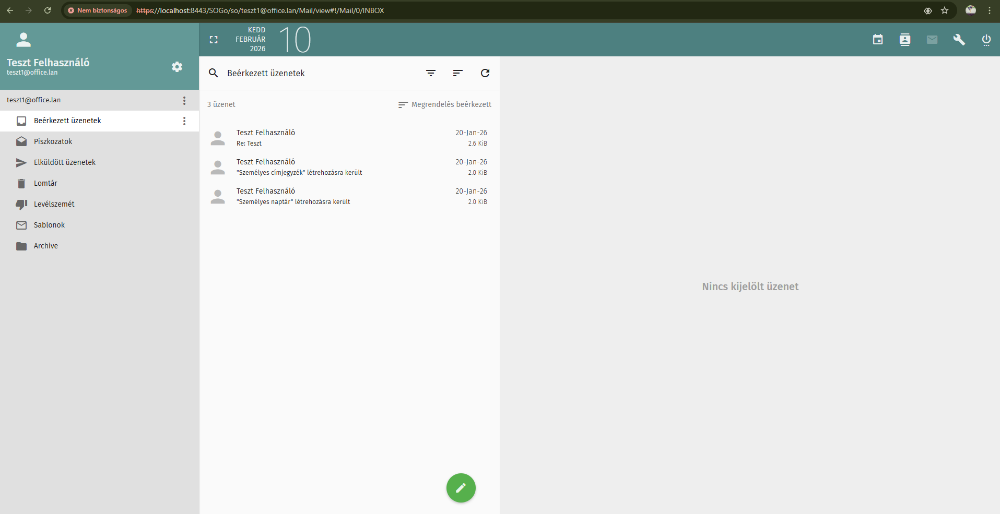 Nem biztonságos
https://localhost:8443/SOGo/so/teszt1@office.lan/Mail/view#!/Mail/0/INBOX
Teszt Felhasználó
teszt1@office.lan
KEDD
FEBRUÁR
2026
10
teszt1@office.lan
Beérkezett üzenetek
Piszkozatok
Elküldött üzenetek
Lomtár
Levélszemét
Sablonok
Archive
Beérkezett üzenetek
3 üzenet
Megrendelés beérkezett
Teszt Felhasználó
20-Jan-26
Re: Teszt
2.6 KiB
Teszt Felhasználó
20-Jan-26
"Személyes címjegyzék" létrehozásra került
2.0 KiB
Teszt Felhasználó
20-Jan-26
"Személyes naptár" létrehozásra került
2.0 KiB
Nincs kijelölt üzenet